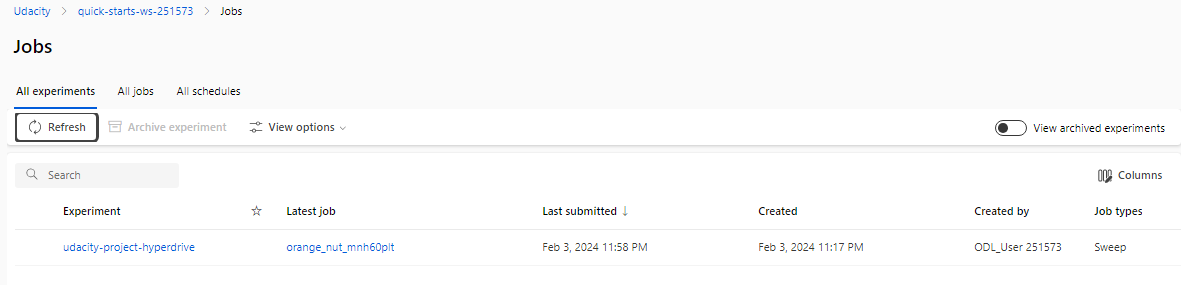 Udacity > quick-starts-ws-251573 > Jobs
Jobs
All experiments All jobs All schedules
Refresh Archive experiment View options View archived experiments
Search Columns
Experiment Latest job Last submitted ↓ Created Created by Job types
udacity-project-hyperdrive orange_nut_mnh60plt Feb 3, 2024 11:58 PM Feb 3, 2024 11:17 PM ODL_User 251573 Sweep